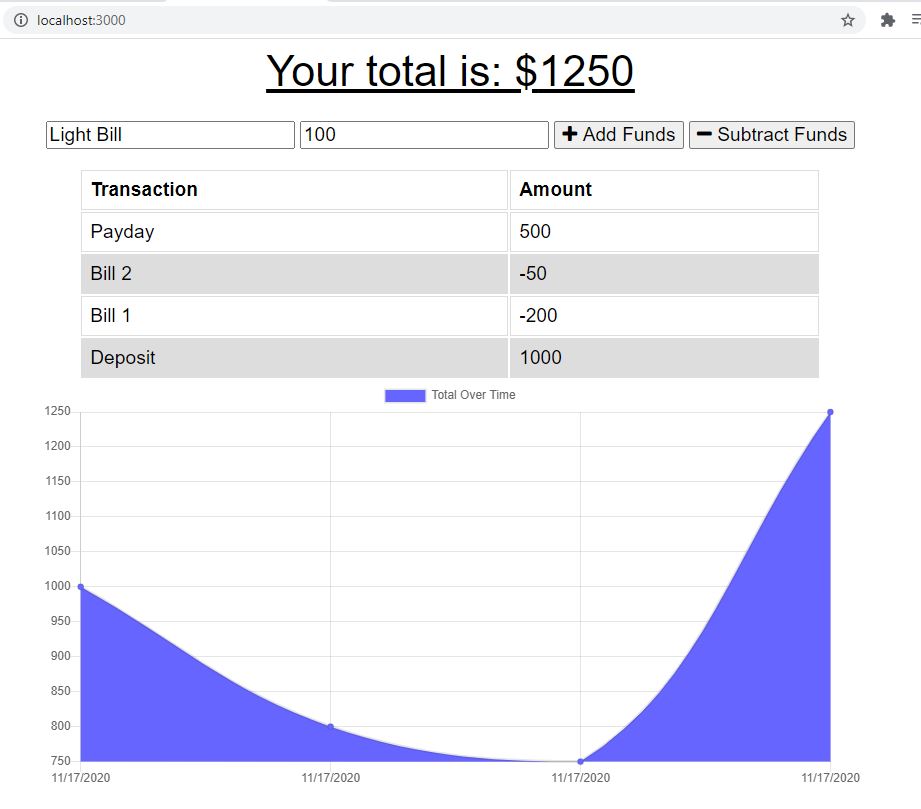 localhost:3000
Your total is: $1250
Light Bill 100 Add Funds Subtract Funds
Transaction Amount
Payday 500
Bill 2 -50
Bill 1 -200
Deposit 1000
Total Over Time
1250
1200
1150
1100
1050
1000
950
900
850
800
750
11/17/2020 11/17/2020 11/17/2020 11/17/2020